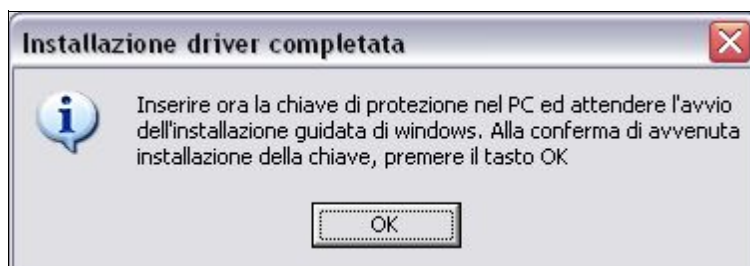 Installazione driver completata
Inserire ora la chiave di protezione nel PC ed attendere l'avvio
dell'installazione guidata di windows. Alla conferma di avvenuta
installazione della chiave, premere il tasto OK
OK